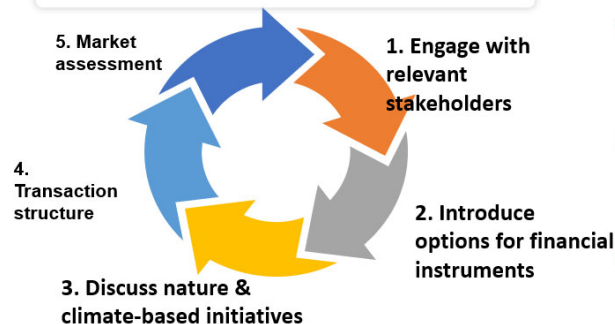 5. Market
assessment
1. Engage with
relevant
stakeholders
4.
Transaction
structure
2. Introduce
options for financial
instruments
3. Discuss nature &
climate-based initiatives